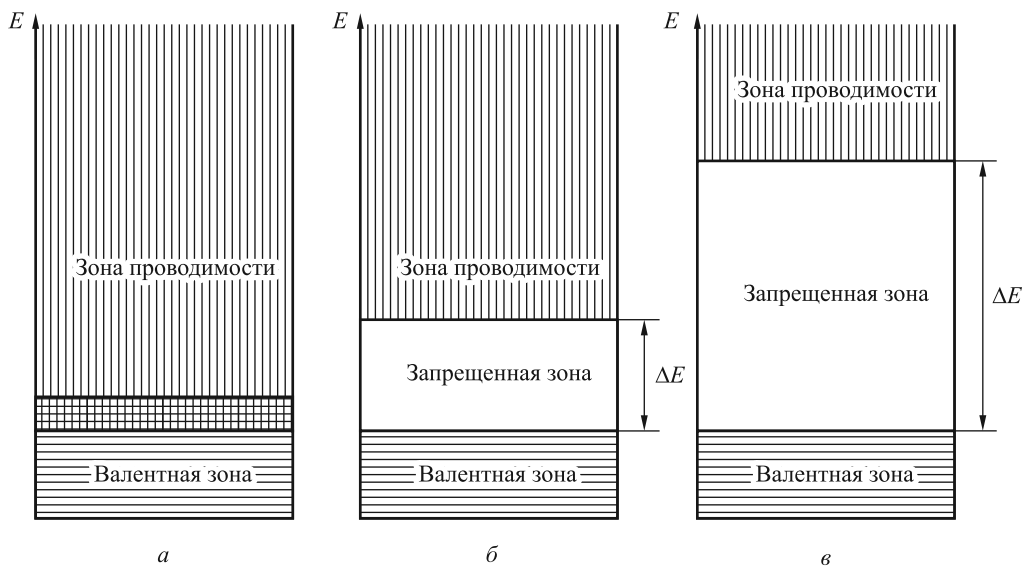 E
Зона проводимости
Валентная зона
а
E
Зона проводимости
Запрещенная зона
ΔE
Валентная зона
б
E
Зона проводимости
Запрещенная зона
ΔE
Валентная зона
в